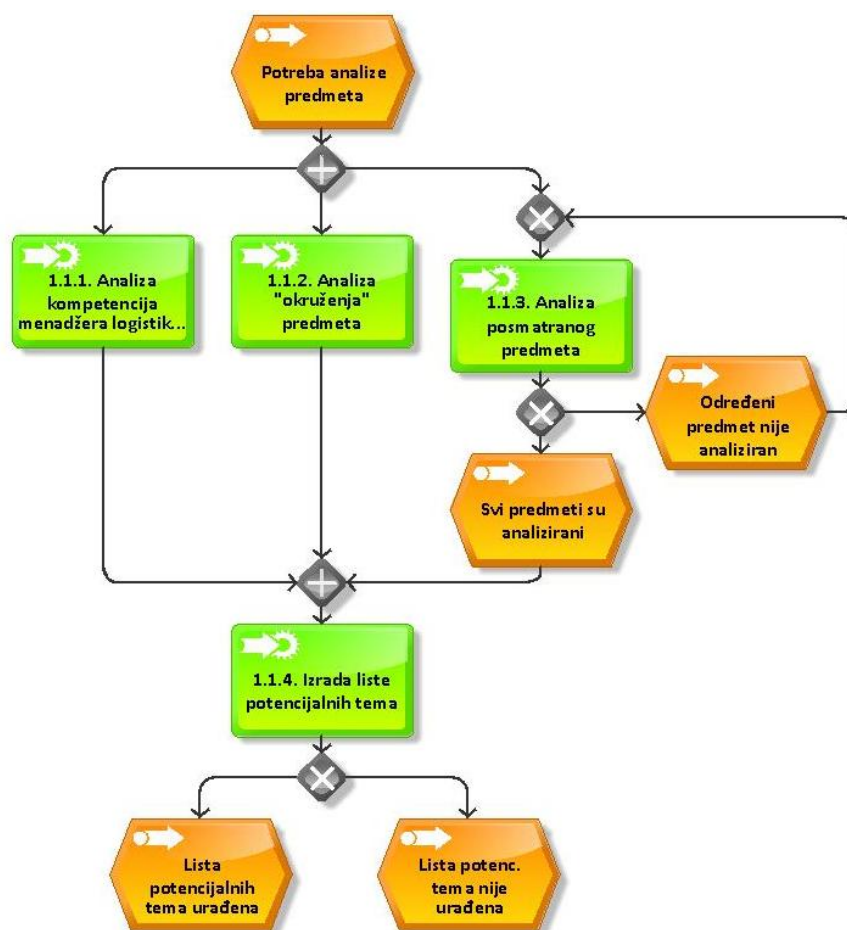 Potreba analize
predmeta
1.1.1. Analiza
kompetencija
menadžera logistik...
1.1.2. Analiza
"okruženja"
predmeta
1.1.3. Analiza
posmatranog
predmeta
Određeni
predmet nije
analiziran
Svi predmeti su
analizirani
1.1.4. Izrada liste
potencijalnih tema
Lista
potencijalnih
tema urađena
Lista potenc.
tema nije
urađena